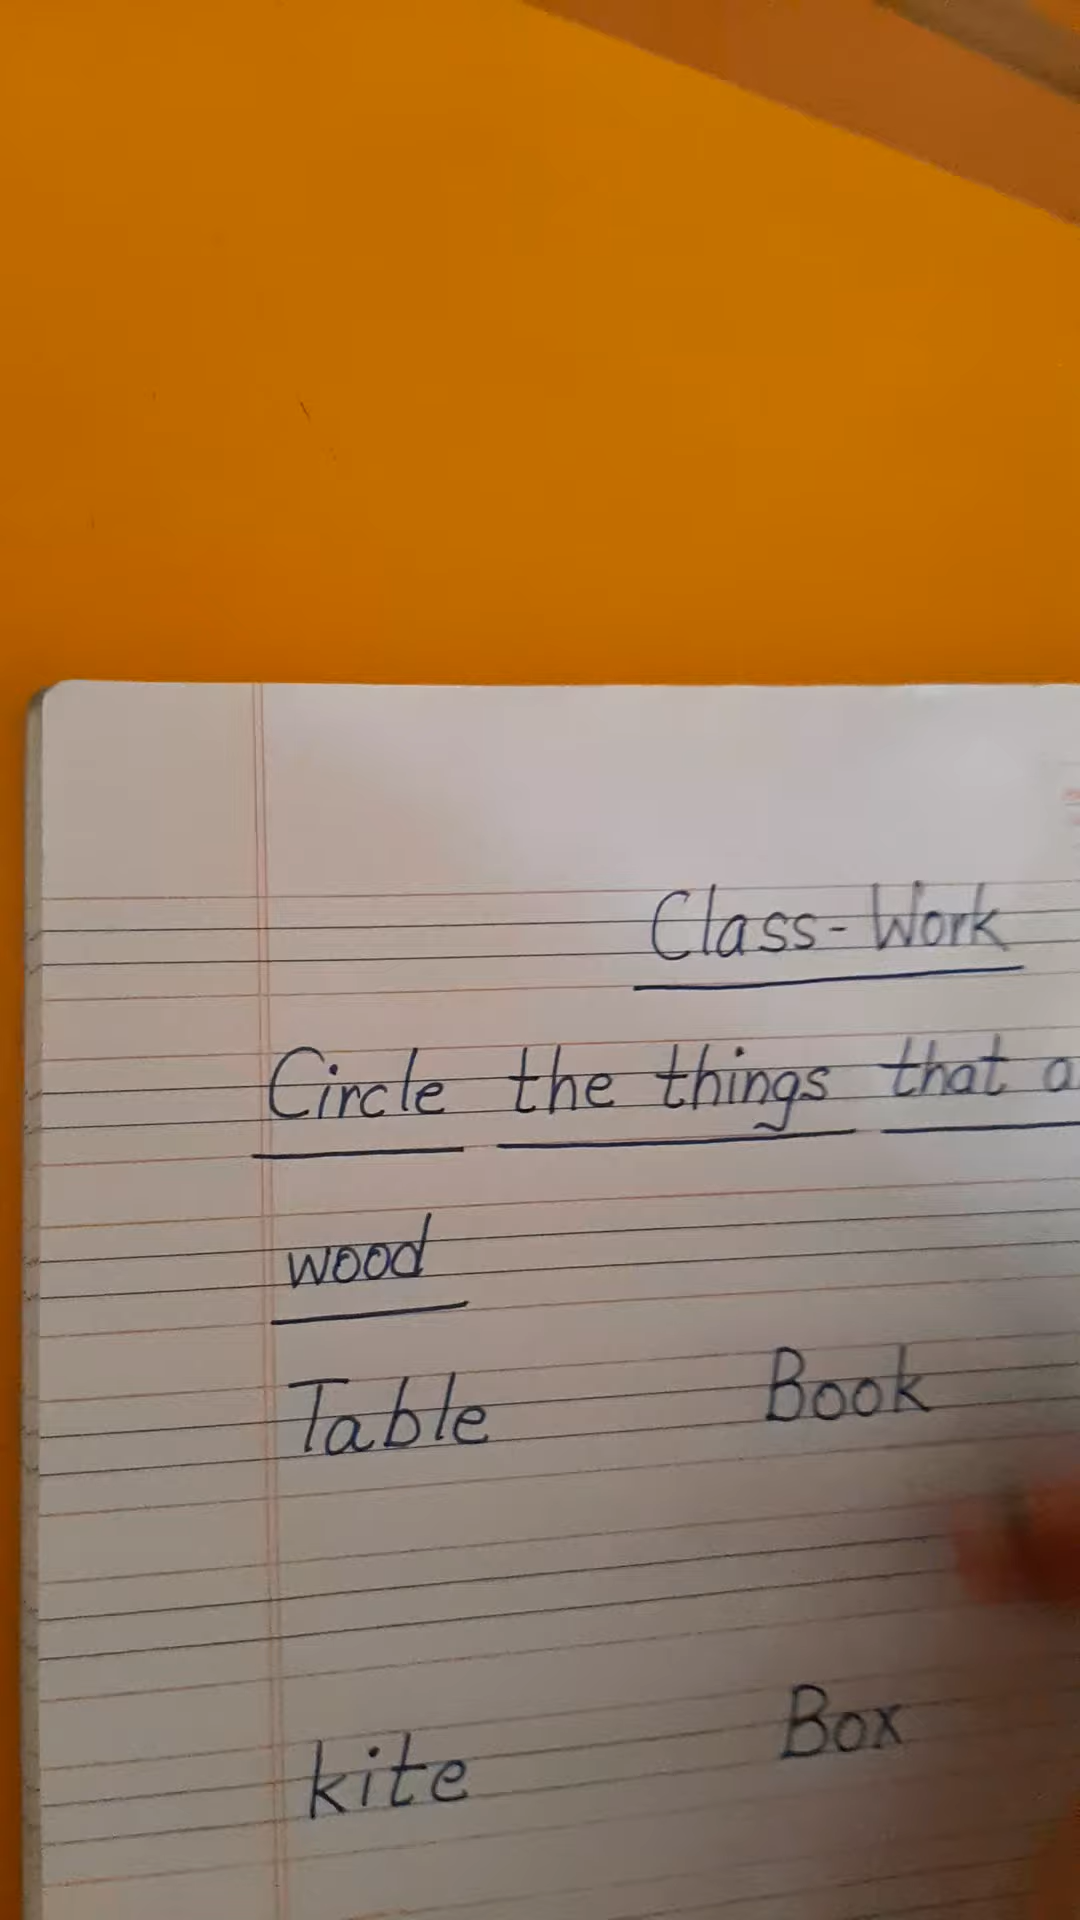 Class-Work
Circle the things that
wood
Table Book
kite Box